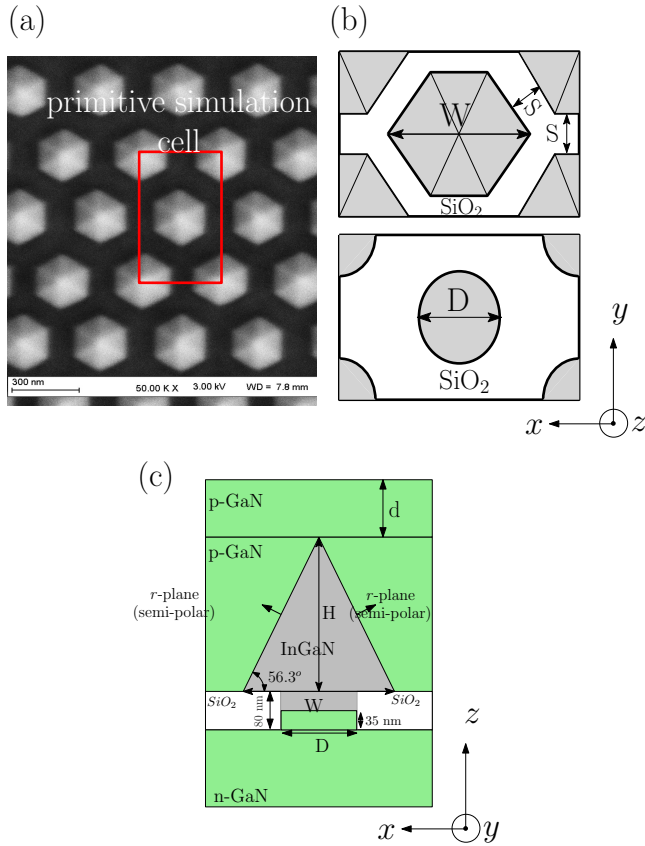 (a)
primitive simulation
cell
300 nm
50.00 K X 3.00 kV WD = 7.8 mm
(b)
W
S
S
SiO₂
D
SiO₂
y
x
z
(c)
p-GaN
d
p-GaN
r-plane
(semi-polar)
r-plane
(semi-polar)
H
InGaN
56.3°
SiO₂
SiO₂
80 nm
W
35 nm
D
n-GaN
z
x
y